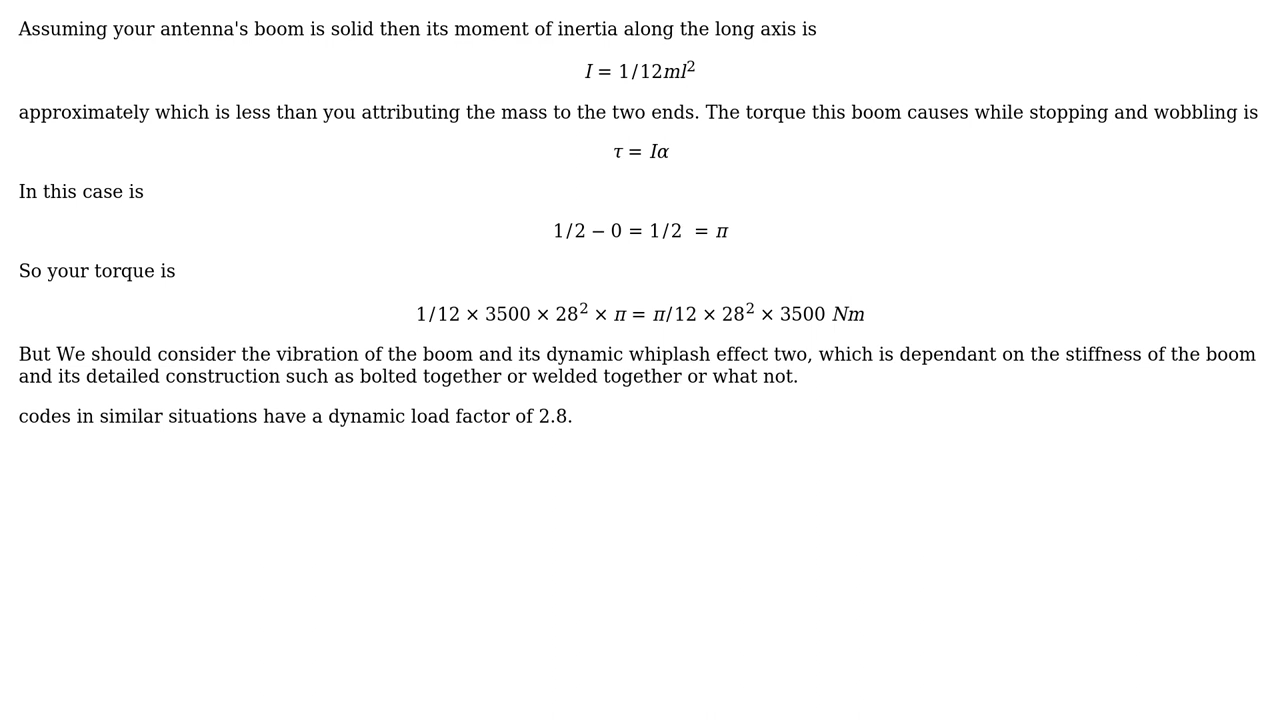 Assuming your antenna's boom is solid then its moment of inertia along the long axis is
I = 1/12ml²
approximately which is less than you attributing the mass to the two ends. The torque this boom causes while stopping and wobbling is
τ = Iα
In this case is
1/2 − 0 = 1/2 = π
So your torque is
1/12 × 3500 × 28² × π = π/12 × 28² × 3500 Nm
But We should consider the vibration of the boom and its dynamic whiplash effect two, which is dependant on the stiffness of the boom
and its detailed construction such as bolted together or welded together or what not.
codes in similar situations have a dynamic load factor of 2.8.